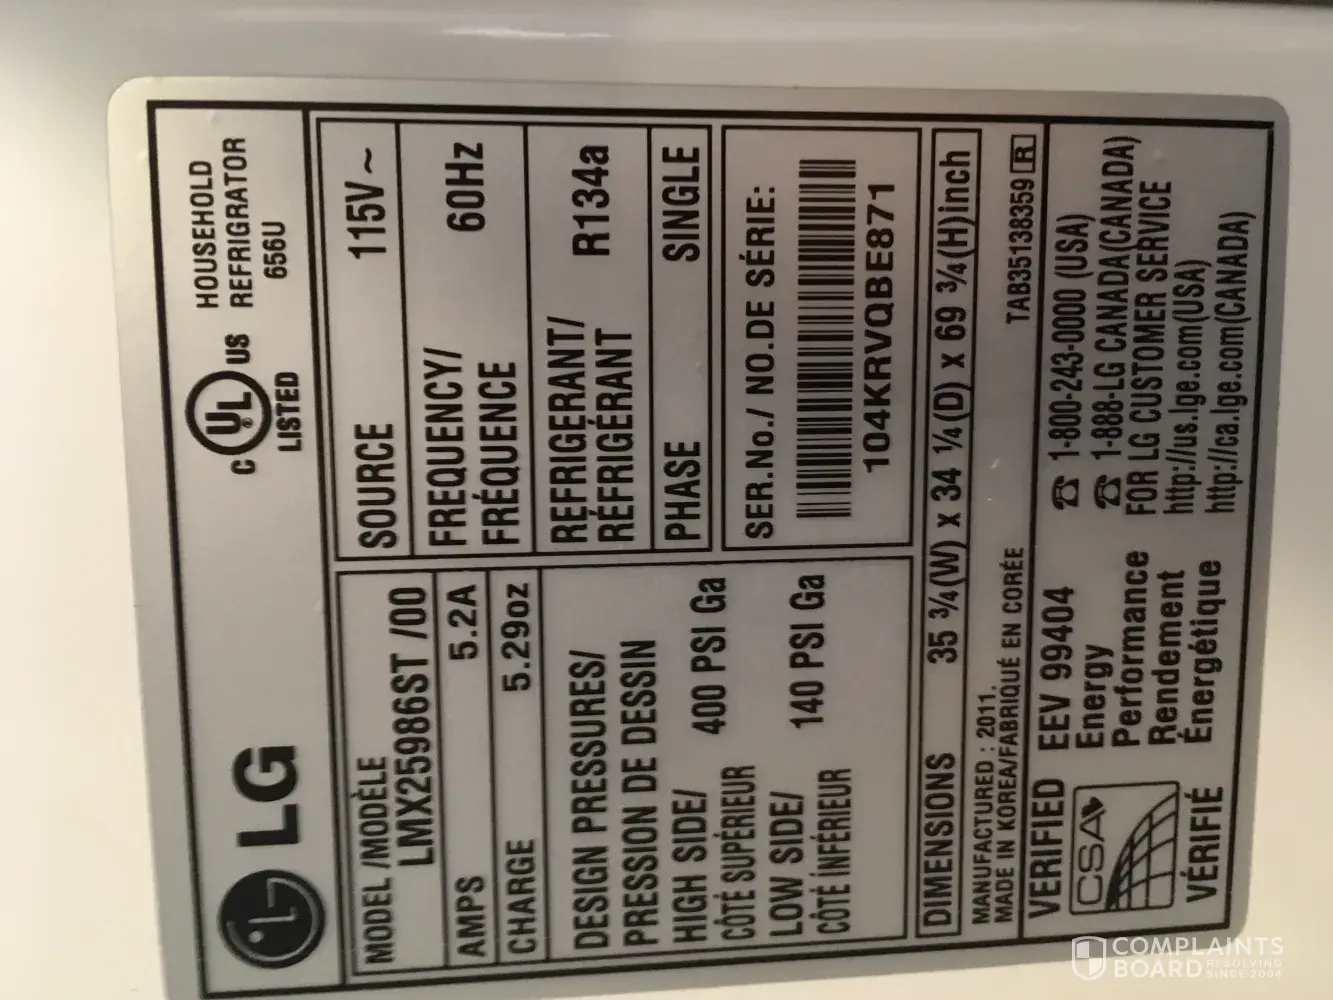 LG
C UL ® US
LISTED
HOUSEHOLD
REFRIGRATOR
656U
MODEL /MODÈLE
LMX25986ST /00
AMPS 5.2A
CHARGE 5.29oz
DESIGN PRESSURES/
PRESSION DE DESSIN
HIGH SIDE/
CÔTÉ SUPÉRIEUR 400 PSI Ga
LOW SIDE/
CÔTÉ INFÉRIEUR 140 PSI Ga
SOURCE 115V~
FREQUENCY/
FRÉQUENCE 60Hz
REFRIGERANT/
RÉFRIGÉRANT R134a
PHASE SINGLE
SER.No./ NO.DE SÉRIE:
104KRVQBE871
DIMENSIONS 35 ¾(W) x 34 ¼(D) x 69 ¾(H)inch
MANUFACTURED : 2011.
MADE IN KOREA/FABRIQUÉ EN CORÉE
TAB35138359 R
VERIFIED
CSA
VÉRIFIÉ
EEV 99404
Energy
Performance
Rendement
Énergétique
☎ 1-800-243-0000 (USA)
☎ 1-888-LG CANADA(CANADA)
FOR LG CUSTOMER SERVICE
http://us.lge.com(USA)
http://ca.lge.com(CANADA)
COMPLAINTS
BOARD RESOLVING
SINCE 2004